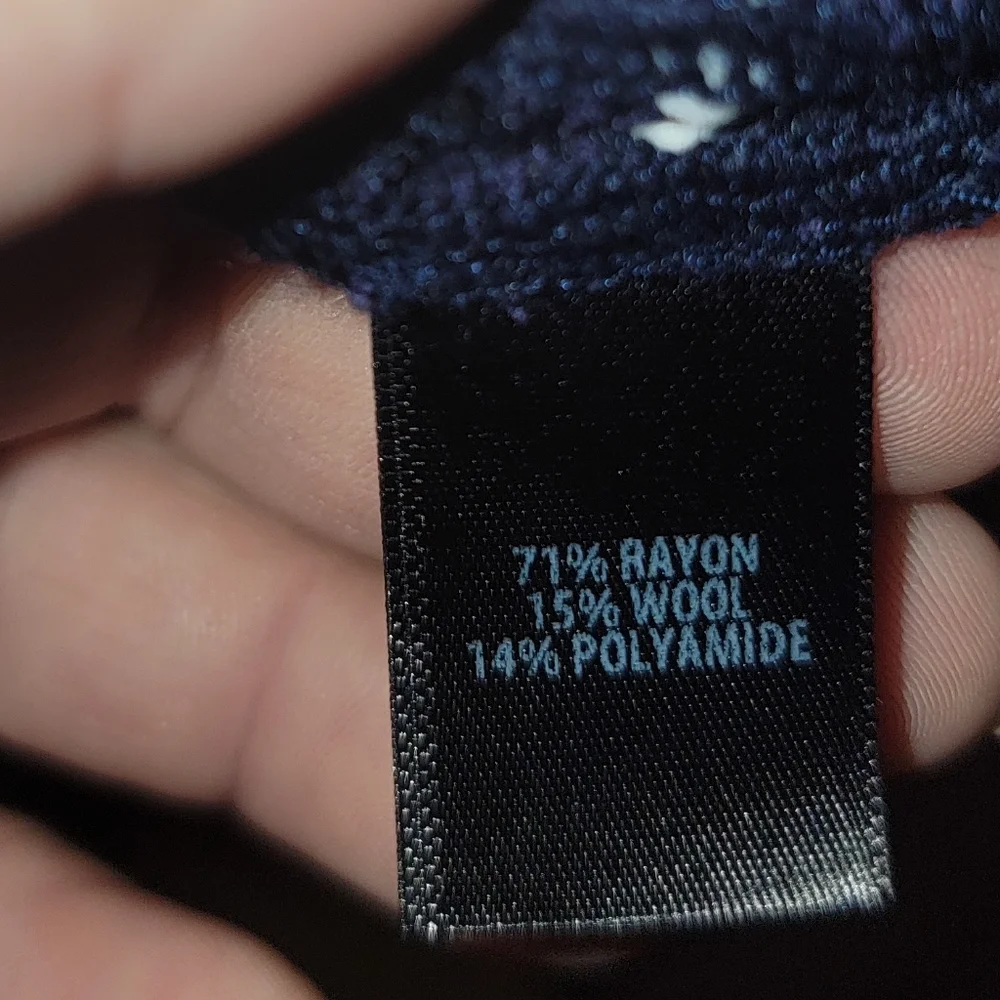 71% RAYON
15% WOOL
14% POLYAMIDE